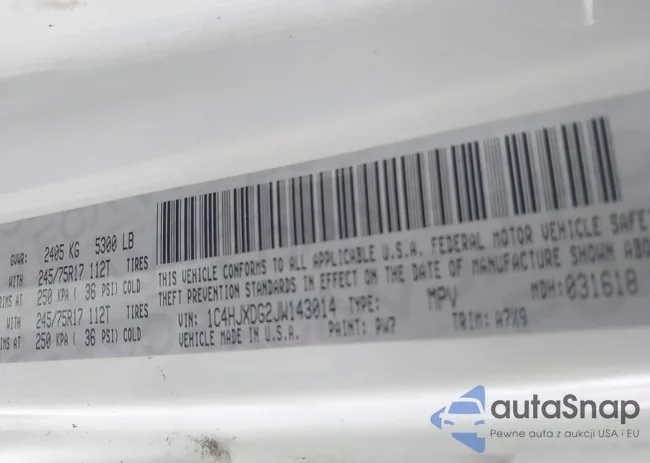 GVWR: 2405 KG 5300 LB
WITH 245/75R17 112T TIRES
RIMS AT 250 KPA ( 36 PSI) COLD
WITH 245/75R17 112T TIRES
RIMS AT 250 KPA ( 36 PSI) COLD
THIS VEHICLE CONFORMS TO ALL APPLICABLE U.S.A. FEDERAL MOTOR VEHICLE SAFE
THEFT PREVENTION STANDARDS IN EFFECT ON THE DATE OF MANUFACTURE SHOWN ABO
VIN: 1C4HJXDG2JW143014 TYPE: MPV MDH: 031618
VEHICLE MADE IN U.S.A. PAINT: PW7 TRIM: A7X9
autaSnap
Pewne auta z aukcji USA i EU